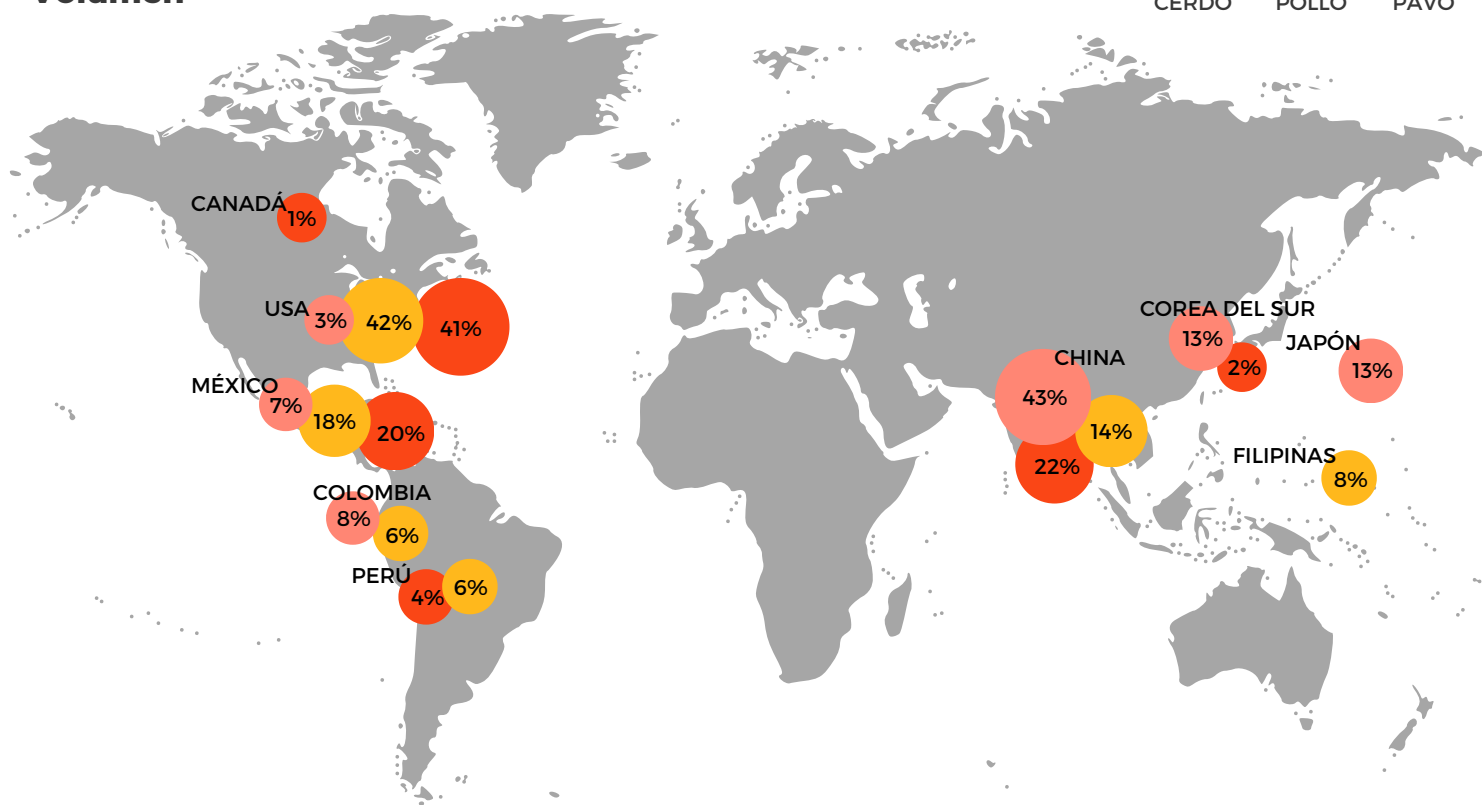 Volumen
CERDO POLLO PAVO
CANADÁ
1%
USA
3% 42% 41%
MÉXICO
7% 18% 20%
COLOMBIA
8% 6%
PERÚ
4% 6%
COREA DEL SUR
13%
2%
JAPÓN
13%
CHINA
43%
14%
22%
FILIPINAS
8%